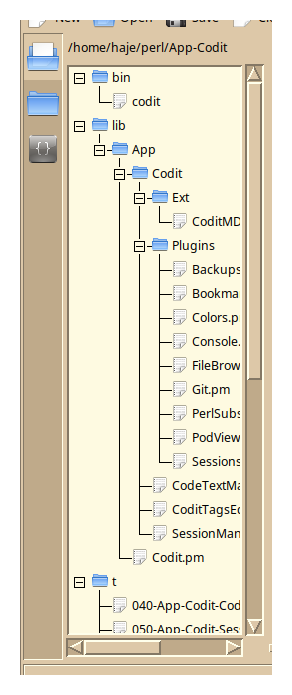 Open
Save
/home/haje/perl/App-Codit
bin
codit
lib
App
Codit
Ext
CoditMD
Plugins
Backups
Bookma
Colors.p
Console.
FileBrow
Git.pm
PerlSubs
PodView
Sessions
CodeTextMa
CoditTagsEd
SessionMan
Codit.pm
t
040-App-Codit-Cod
050-App-Codit-Ses
{}